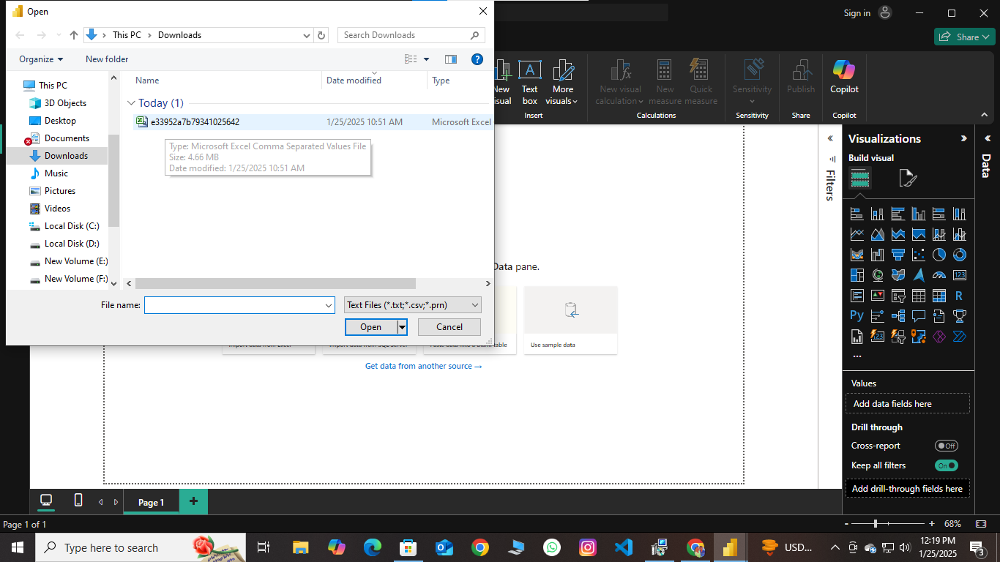 Open
Sign in
This PC > Downloads
Search Downloads
Share
Organize
New folder
This PC
3D Objects
Desktop
Documents
Downloads
Music
Pictures
Videos
Local Disk (C:)
Local Disk (D:)
New Volume (E:)
New Volume (F:)
Name
Date modified
Type
Today (1)
e33952a7b79341025642
1/25/2025 10:51 AM
Microsoft Excel
Type: Microsoft Excel Comma Separated Values File
Size: 4.66 MB
Date modified: 1/25/2025 10:51 AM
File name:
Text Files (*.txt;*.csv;*.prn)
Open
Cancel
Text
box
More
visuals
Insert
New visual
calculation
New
measure
Quick
measure
Calculations
Sensitivity
Sensitivity
Publish
Share
Copilot
Copilot
Data pane.
table
Use sample data
Get data from another source →
Filters
Visualizations
Build visual
R
Py
123
...
Values
Add data fields here
Drill through
Cross-report
Off
Keep all filters
On
Add drill-through fields here
Data
Page 1
+
Page 1 of 1
- + 68%
Type here to search
USD...
12:19 PM
1/25/2025
3